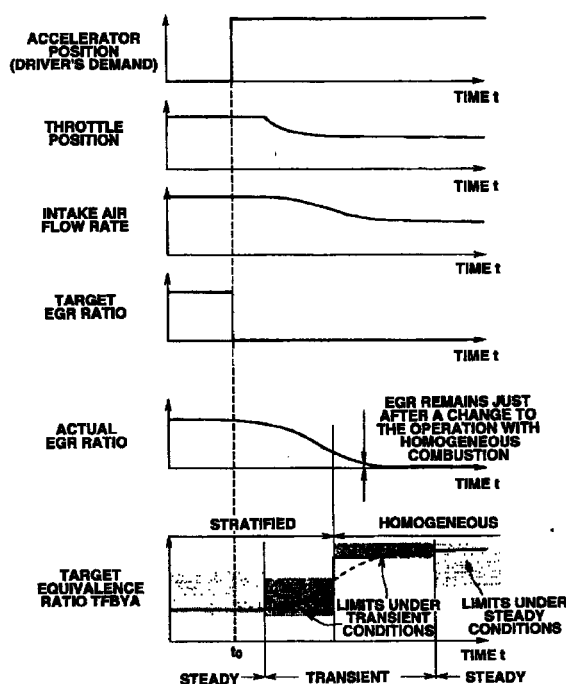 ACCELERATOR
POSITION
(DRIVER'S DEMAND)
TIME t
THROTTLE
POSITION
TIME t
INTAKE AIR
FLOW RATE
TIME t
TARGET
EGR RATIO
TIME t
EGR REMAINS JUST
AFTER A CHANGE TO
THE OPERATION WITH
HOMOGENEOUS
COMBUSTION
ACTUAL
EGR RATIO
TIME t
STRATIFIED
HOMOGENEOUS
TARGET
EQUIVALENCE
RATIO TFBYA
LIMITS UNDER
TRANSIENT
CONDITIONS
LIMITS UNDER
STEADY
CONDITIONS
t0
TIME t
STEADY
TRANSIENT
STEADY